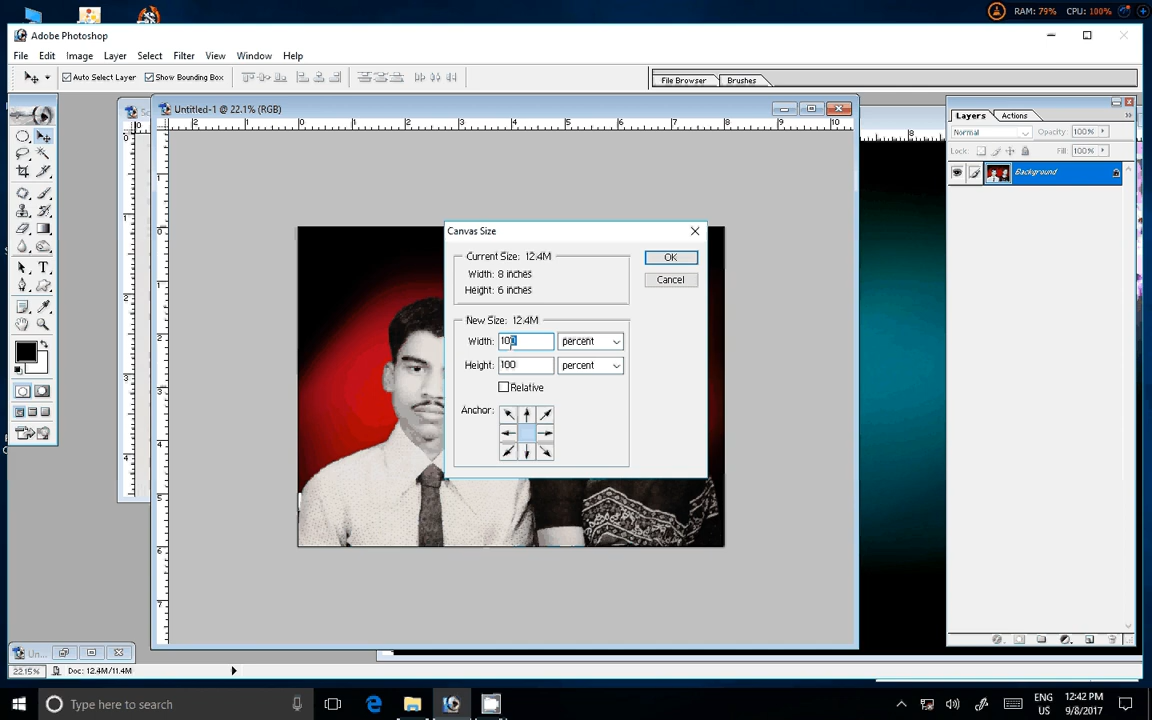 RAM: 79% CPU: 100%
Adobe Photoshop
File Edit Image Layer Select Filter View Window Help
Auto Select Layer Show Bounding Box
File Browser Brushes
Untitled-1 @ 22.1% (RGB)
Layers Actions
Normal Opacity: 100%
Lock: Fill: 100%
Background
Canvas Size
Current Size: 12.4M
Width: 8 inches
Height: 6 inches
OK
Cancel
New Size: 12.4M
Width: 100 percent
Height: 100 percent
Relative
Anchor:
Un...
22.15% Doc: 12.4M/11.4M
Type here to search
ENG
US
12:42 PM
9/8/2017